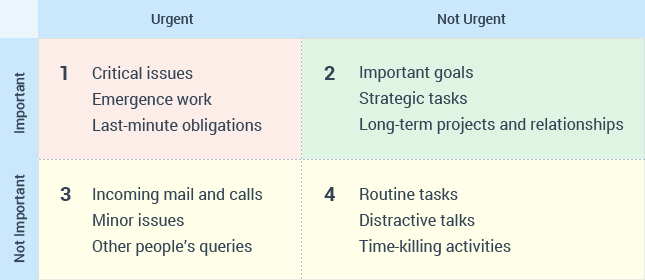 Urgent
Not Urgent
Important
1
Critical issues
Emergence work
Last-minute obligations
2
Important goals
Strategic tasks
Long-term projects and relationships
Not Important
3
Incoming mail and calls
Minor issues
Other people's queries
4
Routine tasks
Distractive talks
Time-killing activities